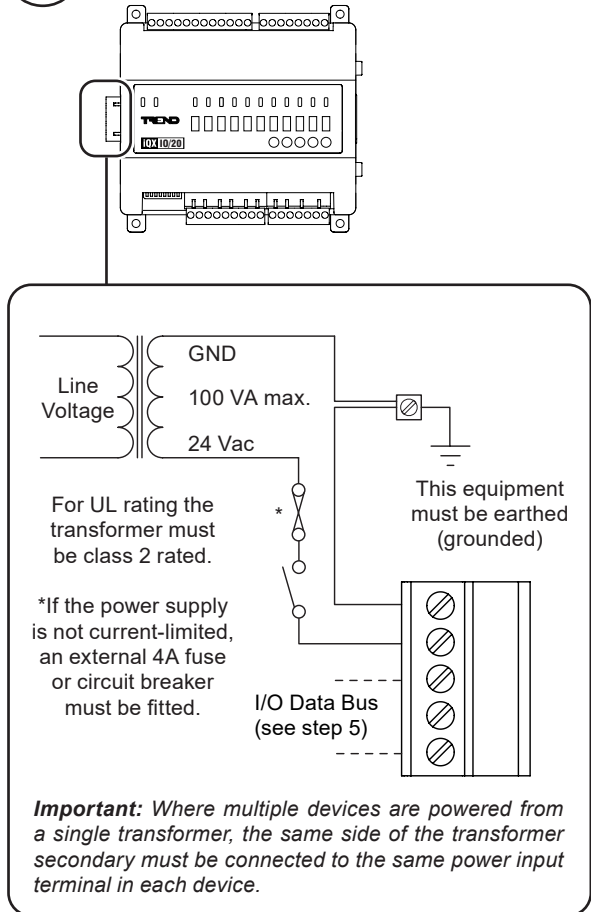 TREND
IQX IO/20
GND
Line
Voltage
100 VA max.
24 Vac
For UL rating the
transformer must
be class 2 rated.
*
This equipment
must be earthed
(grounded)
*If the power supply
is not current-limited,
an external 4A fuse
or circuit breaker
must be fitted.
I/O Data Bus
(see step 5)
Important: Where multiple devices are powered from
a single transformer, the same side of the transformer
secondary must be connected to the same power input
terminal in each device.